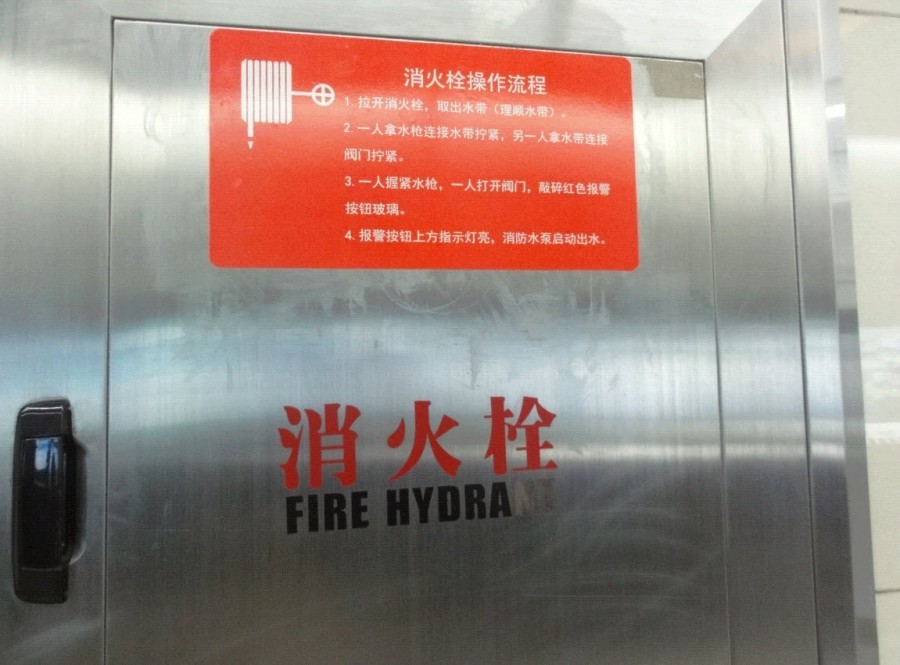 消火栓操作流程
1. 拉开消火栓，取出水带（理顺水带）。
2. 一人拿水枪连接水带拧紧，另一人拿水带连接
阀门拧紧。
3. 一人握紧水枪，一人打开阀门，敲碎红色报警
按钮玻璃。
4. 报警按钮上方指示灯亮，消防水泵启动出水。
消火栓
FIRE HYDRANT